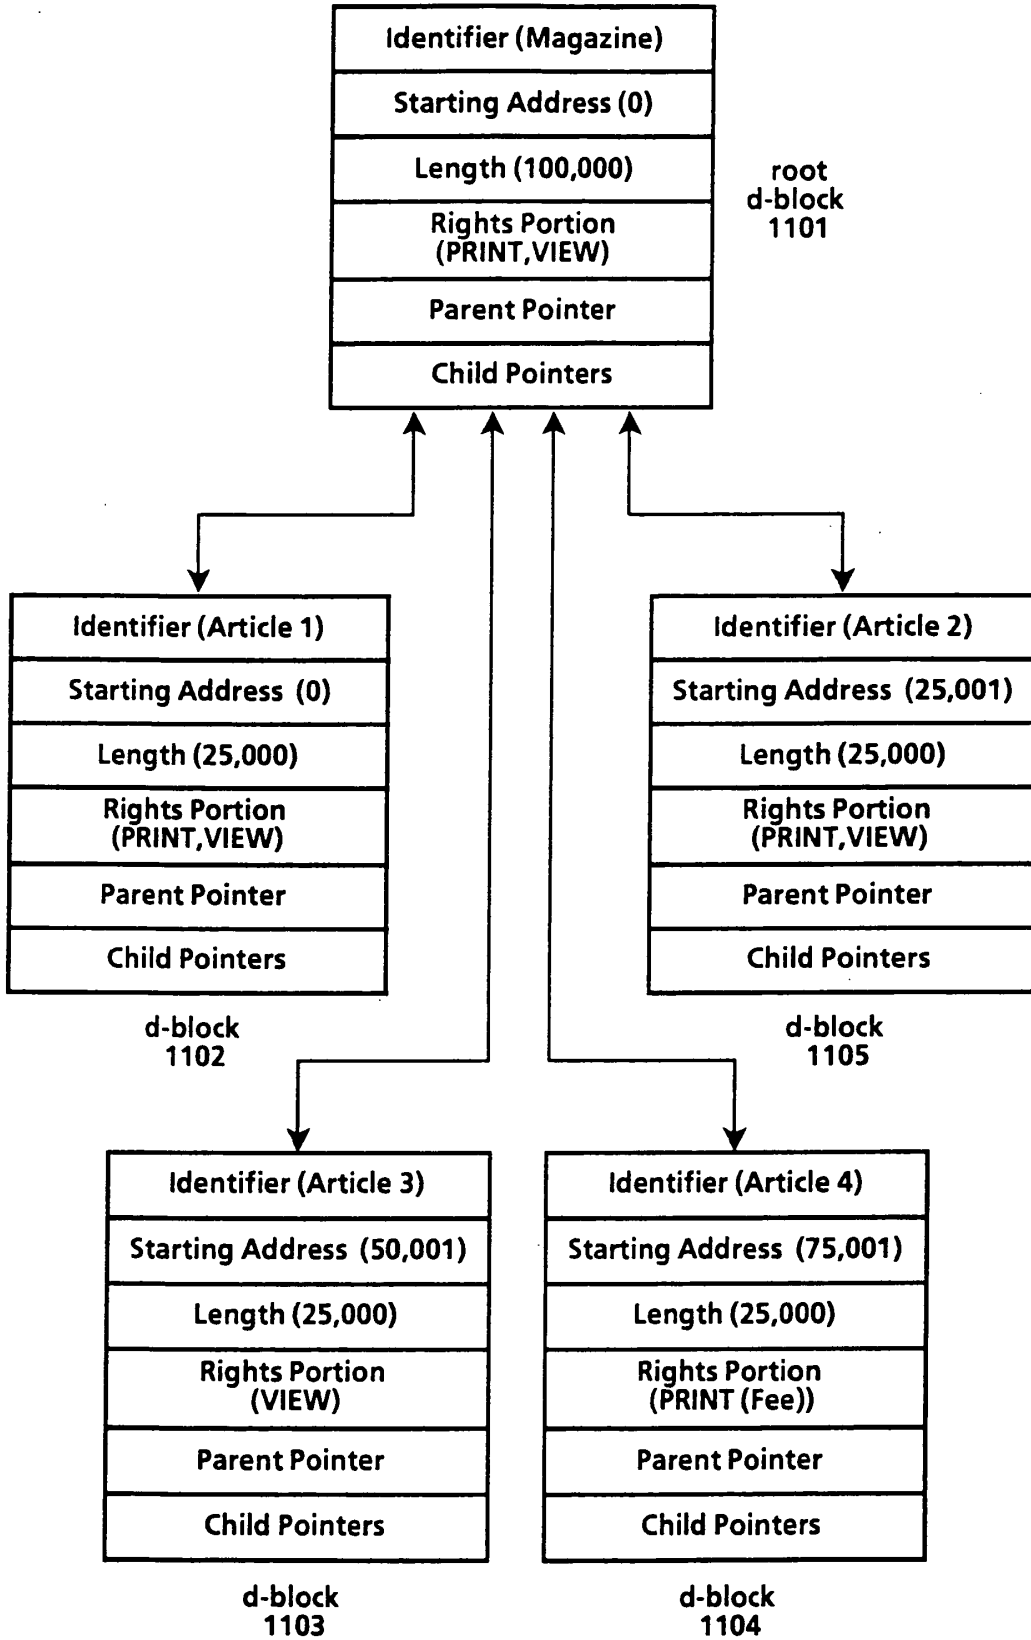 Identifier (Magazine)
Starting Address (0)
Length (100,000)
Rights Portion
(PRINT,VIEW)
Parent Pointer
Child Pointers
root
d-block
1101
Identifier (Article 1)
Starting Address (0)
Length (25,000)
Rights Portion
(PRINT,VIEW)
Parent Pointer
Child Pointers
d-block
1102
Identifier (Article 2)
Starting Address (25,001)
Length (25,000)
Rights Portion
(PRINT,VIEW)
Parent Pointer
Child Pointers
d-block
1105
Identifier (Article 3)
Starting Address (50,001)
Length (25,000)
Rights Portion
(VIEW)
Parent Pointer
Child Pointers
d-block
1103
Identifier (Article 4)
Starting Address (75,001)
Length (25,000)
Rights Portion
(PRINT (Fee))
Parent Pointer
Child Pointers
d-block
1104